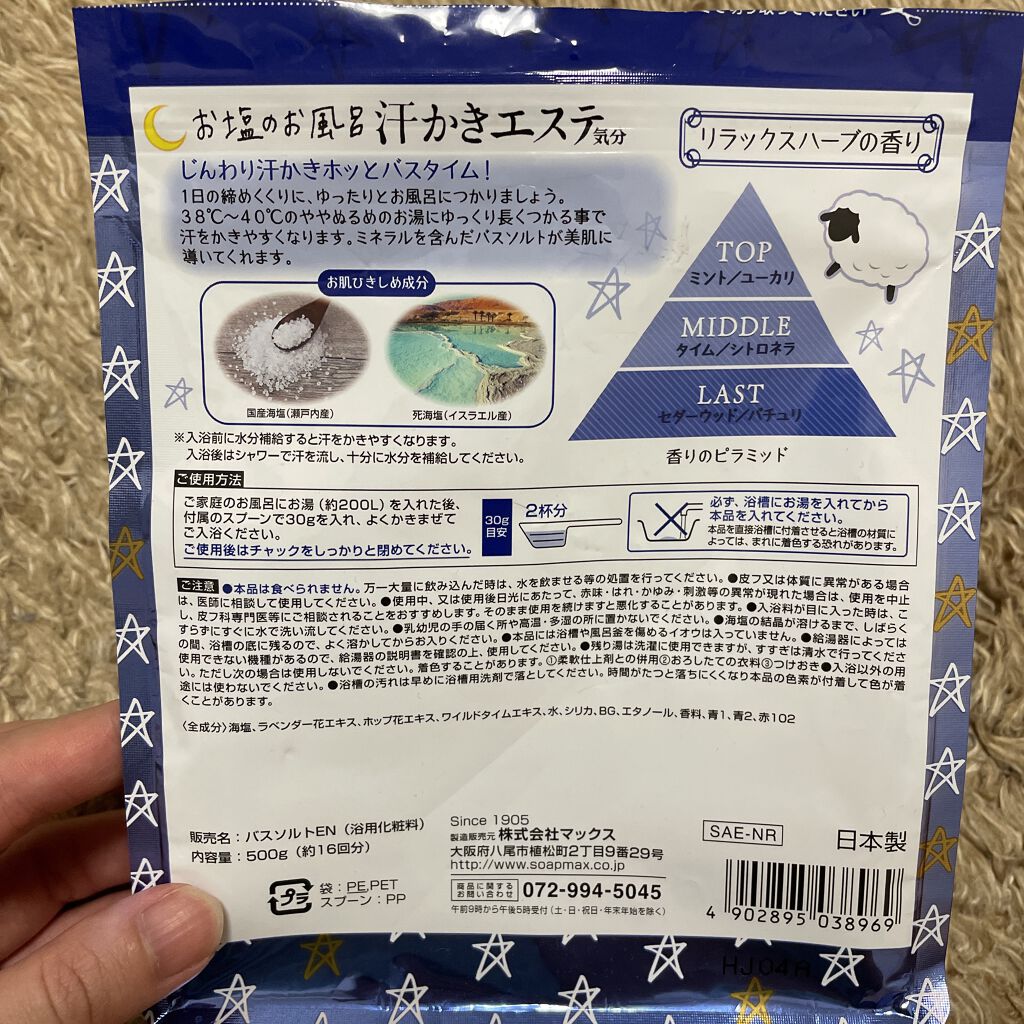 お塩のお風呂 汗かきエステ気分
リラックスハーブの香り
じんわり汗かきホッとバスタイム！
1日の締めくくりに、ゆったりとお風呂につかりましょう。
38℃～40℃のややぬるめのお湯にゆっくり長くつかる事で
汗をかきやすくなります。ミネラルを含んだバスソルトが美肌に
導いてくれます。
お肌ひきしめ成分
国産海塩(瀬戸内産)
死海塩(イスラエル産)
TOP
ミント/ユーカリ
MIDDLE
タイム/シトロネラ
LAST
セダーウッド/パチュリ
香りのピラミッド
※入浴前に水分補給すると汗をかきやすくなります。
入浴後はシャワーで汗を流し、十分に水分を補給してください。
ご使用方法
ご家庭のお風呂にお湯(約200L)を入れた後、
付属のスプーンで30gを入れ、よくかきまぜて
ご入浴ください。
ご使用後はチャックをしっかりと閉めてください。
30g
目安
2杯分
必ず、浴槽にお湯を入れてから
本品を入れてください。
本品を直接浴槽に付着させると浴槽の材質に
よっては、まれに着色する恐れがあります。
ご注意 ●本品は食べられません。万一大量に飲み込んだ時は、水を飲ませる等の処置を行ってください。●皮フ又は体質に異常がある場合
は、医師に相談して使用してください。●使用中、又は使用後日光にあたって、赤味・はれ・かゆみ・刺激等の異常が現れた場合は、使用を中止
し、皮フ科専門医等にご相談されることをおすすめします。そのまま使用を続けますと悪化することがあります。●入浴料が目に入った時は、こ
すらずにすぐに水で洗い流してください。●乳幼児の手の届く所や高温・多湿の所に置かないでください。●海塩の結晶が溶けるまで、しばらく
の間、浴槽の底に残るので、よく溶かしてからお入りください。●本品には浴槽や風呂釜を傷めるイオウは入っていません。●給湯器によっては
使用できない機種があるので、給湯器の説明書を確認の上、使用してください。●残り湯は洗濯に使用できますが、すすぎは清水で行ってくださ
い。ただし次の場合は使用しないでください。着色することがあります。①柔軟仕上剤との併用②おろしたての衣料③つけおき●入浴以外の用
途には使わないでください。●浴槽の汚れは早めに浴槽用洗剤で落としてください。時間がたつと落ちにくくなり本品の色素が付着して色が着
くことがあります。
〈全成分〉海塩、ラベンダー花エキス、ホップ花エキス、ワイルドタイムエキス、水、シリカ、BG、エタノール、香料、青1、青2、赤102
販売名：バスソルトEN（浴用化粧料）
内容量：500g（約16回分）
プラ
袋：PE,PET
スプーン：PP
Since 1905
製造販売元 株式会社マックス
大阪府八尾市植松町2丁目9番29号
http://www.soapmax.co.jp/
商品に関する
お問い合わせ
072-994-5045
午前9時から午後5時受付（土・日・祝日・年末年始を除く）
SAE-NR
日本製
4 902895 038969